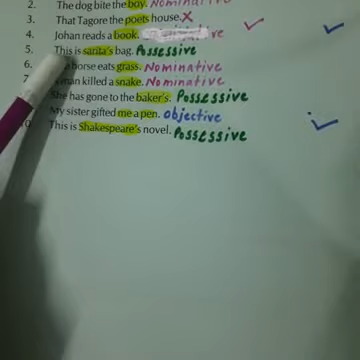 2. The dog bite the boy. Nominative
3. That Tagore the poets house. X
4. Johan reads a book.
5. This is sarita's bag. Possessive
6. horse eats grass. Nominative
7. man killed a snake. Nominative
She has gone to the baker's. Possessive
My sister gifted me a pen. objective
This is Shakespeare's novel. Possessive